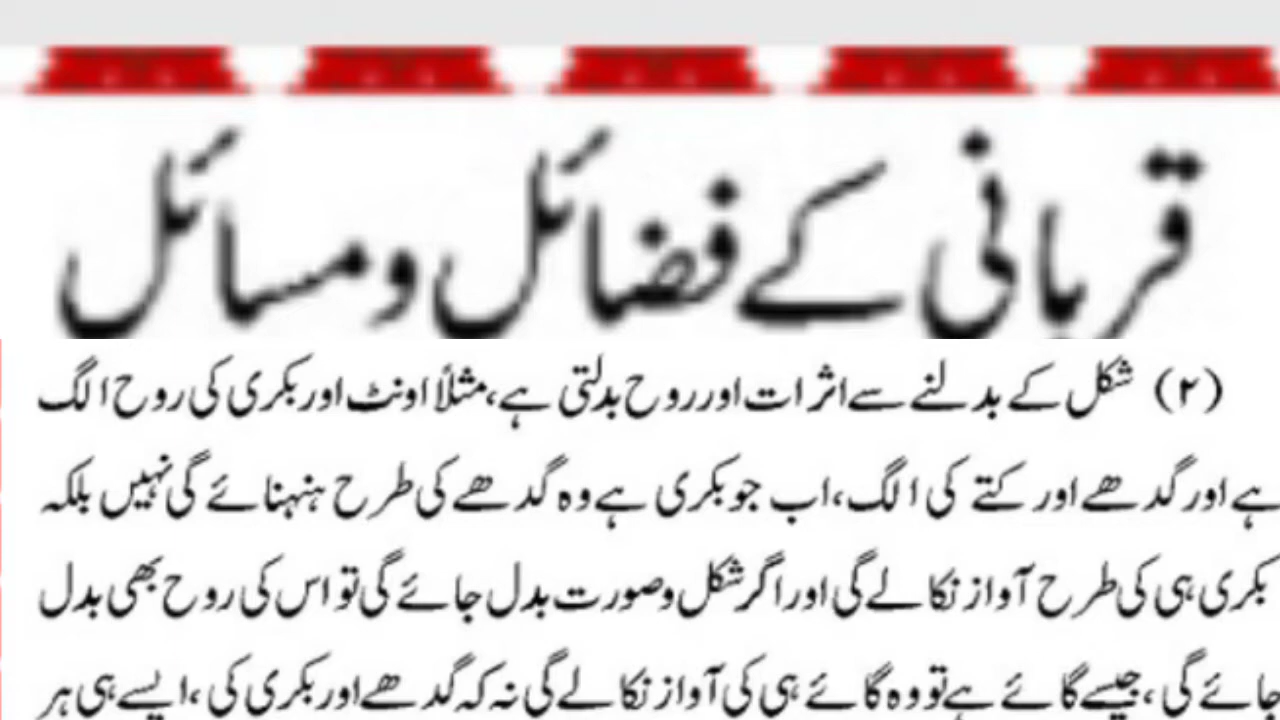 قربانی کے فضائل ومسائل
(۲) شکل کے بدلنے سے اثرات اور روح بدلتی ہے، مثلاً اونٹ اور بکری کی روح الگ
ہے اور گدھے اور کتے کی الگ، اب جو بکری ہے وہ گدھے کی طرح ہنہنائے گی نہیں بلکہ
بکری ہی کی طرح آواز نکالے گی اور اگر شکل وصورت بدل جائے گی تو اس کی روح بھی بدل
جائے گی، جیسے گائے ہے تو وہ گائے ہی کی آواز نکالے گی نہ کہ گدھے اور بکری کی، ایسے ہی ہر